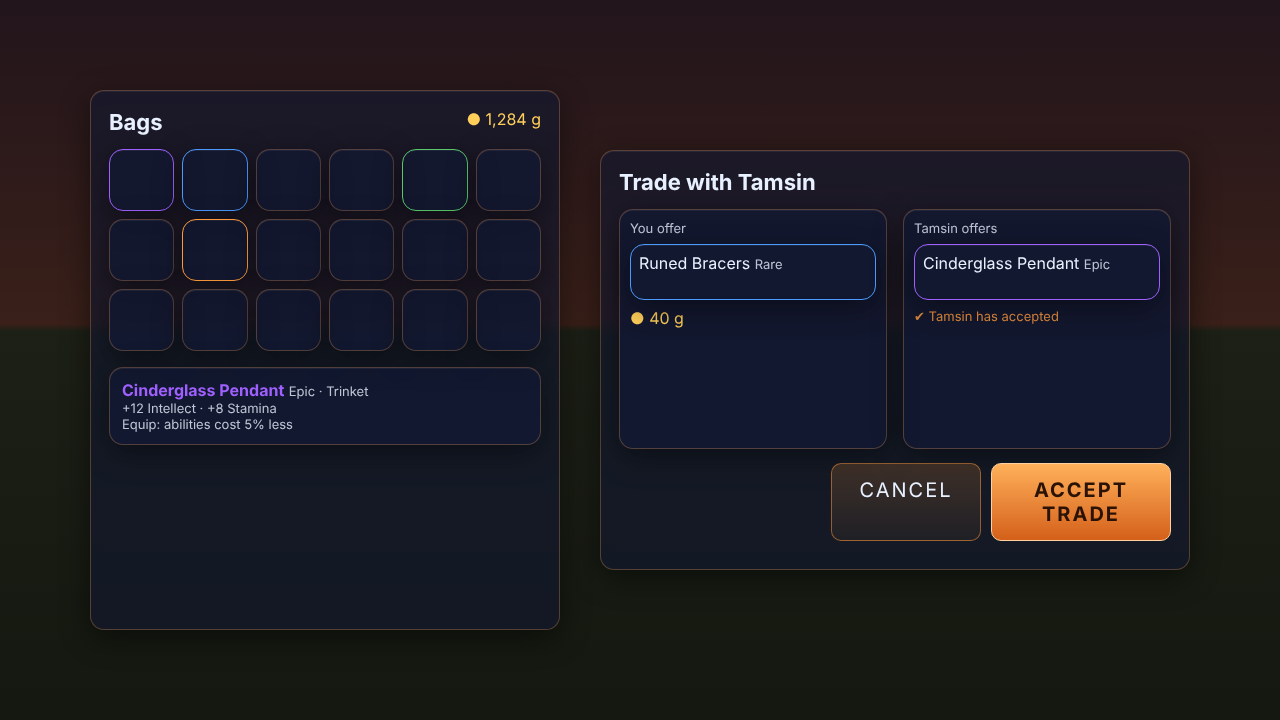 Bags
1,284 g
Cinderglass Pendant Epic · Trinket
+12 Intellect · +8 Stamina
Equip: abilities cost 5% less
Trade with Tamsin
You offer
Runed Bracers Rare
40 g
Tamsin offers
Cinderglass Pendant Epic
✔ Tamsin has accepted
CANCEL
ACCEPT
TRADE